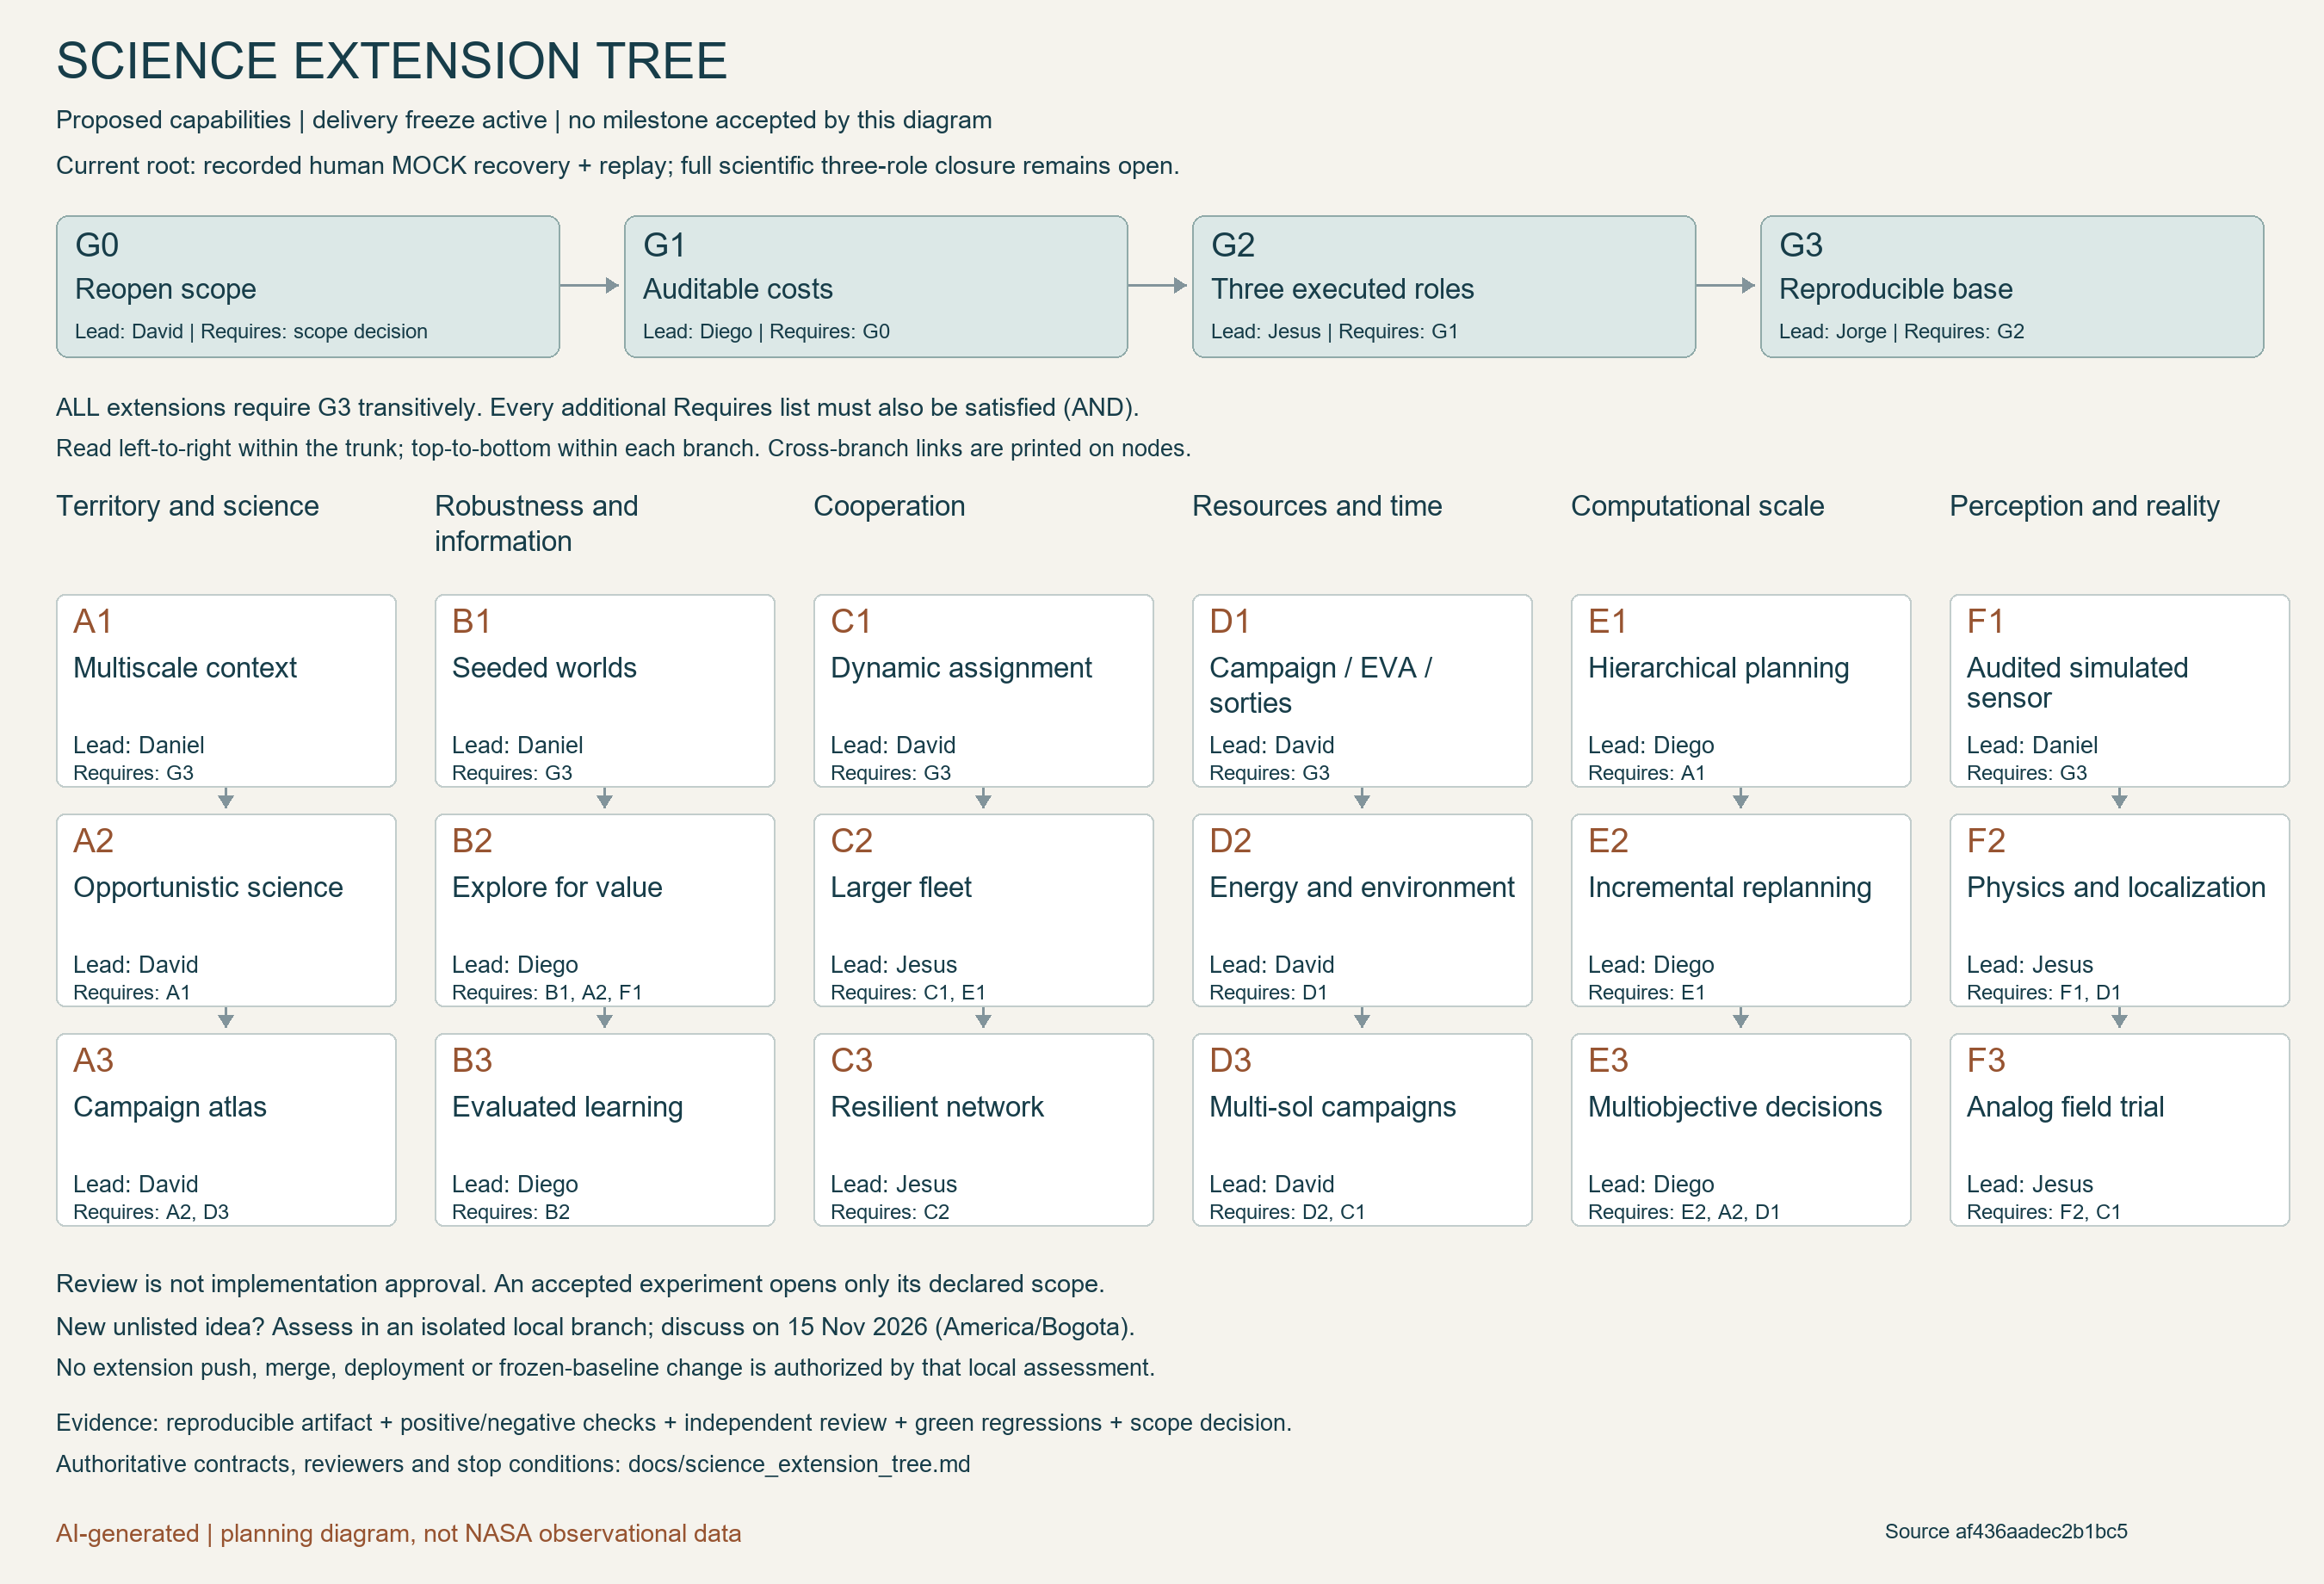 SCIENCE EXTENSION TREE
Proposed capabilities | delivery freeze active | no milestone accepted by this diagram
Current root: recorded human MOCK recovery + replay; full scientific three-role closure remains open.
G0
Reopen scope
Lead: David | Requires: scope decision
G1
Auditable costs
Lead: Diego | Requires: G0
G2
Three executed roles
Lead: Jesus | Requires: G1
G3
Reproducible base
Lead: Jorge | Requires: G2
ALL extensions require G3 transitively. Every additional Requires list must also be satisfied (AND).
Read left-to-right within the trunk; top-to-bottom within each branch. Cross-branch links are printed on nodes.
Territory and science
A1
Multiscale context
Lead: Daniel
Requires: G3
A2
Opportunistic science
Lead: David
Requires: A1
A3
Campaign atlas
Lead: David
Requires: A2, D3
Robustness and
information
B1
Seeded worlds
Lead: Daniel
Requires: G3
B2
Explore for value
Lead: Diego
Requires: B1, A2, F1
B3
Evaluated learning
Lead: Diego
Requires: B2
Cooperation
C1
Dynamic assignment
Lead: David
Requires: G3
C2
Larger fleet
Lead: Jesus
Requires: C1, E1
C3
Resilient network
Lead: Jesus
Requires: C2
Resources and time
D1
Campaign / EVA /
sorties
Lead: David
Requires: G3
D2
Energy and environment
Lead: David
Requires: D1
D3
Multi-sol campaigns
Lead: David
Requires: D2, C1
Computational scale
E1
Hierarchical planning
Lead: Diego
Requires: A1
E2
Incremental replanning
Lead: Diego
Requires: E1
E3
Multiobjective decisions
Lead: Diego
Requires: E2, A2, D1
Perception and reality
F1
Audited simulated
sensor
Lead: Daniel
Requires: G3
F2
Physics and localization
Lead: Jesus
Requires: F1, D1
F3
Analog field trial
Lead: Jesus
Requires: F2, C1
Review is not implementation approval. An accepted experiment opens only its declared scope.
New unlisted idea? Assess in an isolated local branch; discuss on 15 Nov 2026 (America/Bogota).
No extension push, merge, deployment or frozen-baseline change is authorized by that local assessment.
Evidence: reproducible artifact + positive/negative checks + independent review + green regressions + scope decision.
Authoritative contracts, reviewers and stop conditions: docs/science_extension_tree.md
AI-generated | planning diagram, not NASA observational data
Source af436aadec2b1bc5